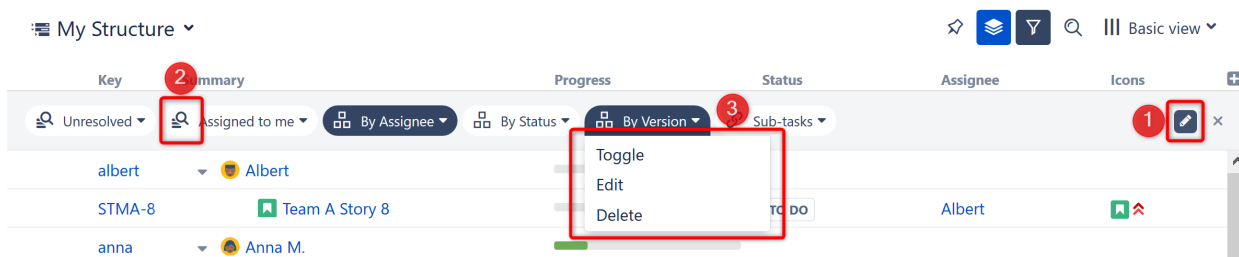 My Structure
Basic view
Key Summary Progress Status Assignee Icons
2
3
1
Unresolved Assigned to me By Assignee By Status By Version Sub-tasks
Toggle
Edit
Delete
albert Albert
STMA-8 Team A Story 8 TO DO Albert
anna Anna M.